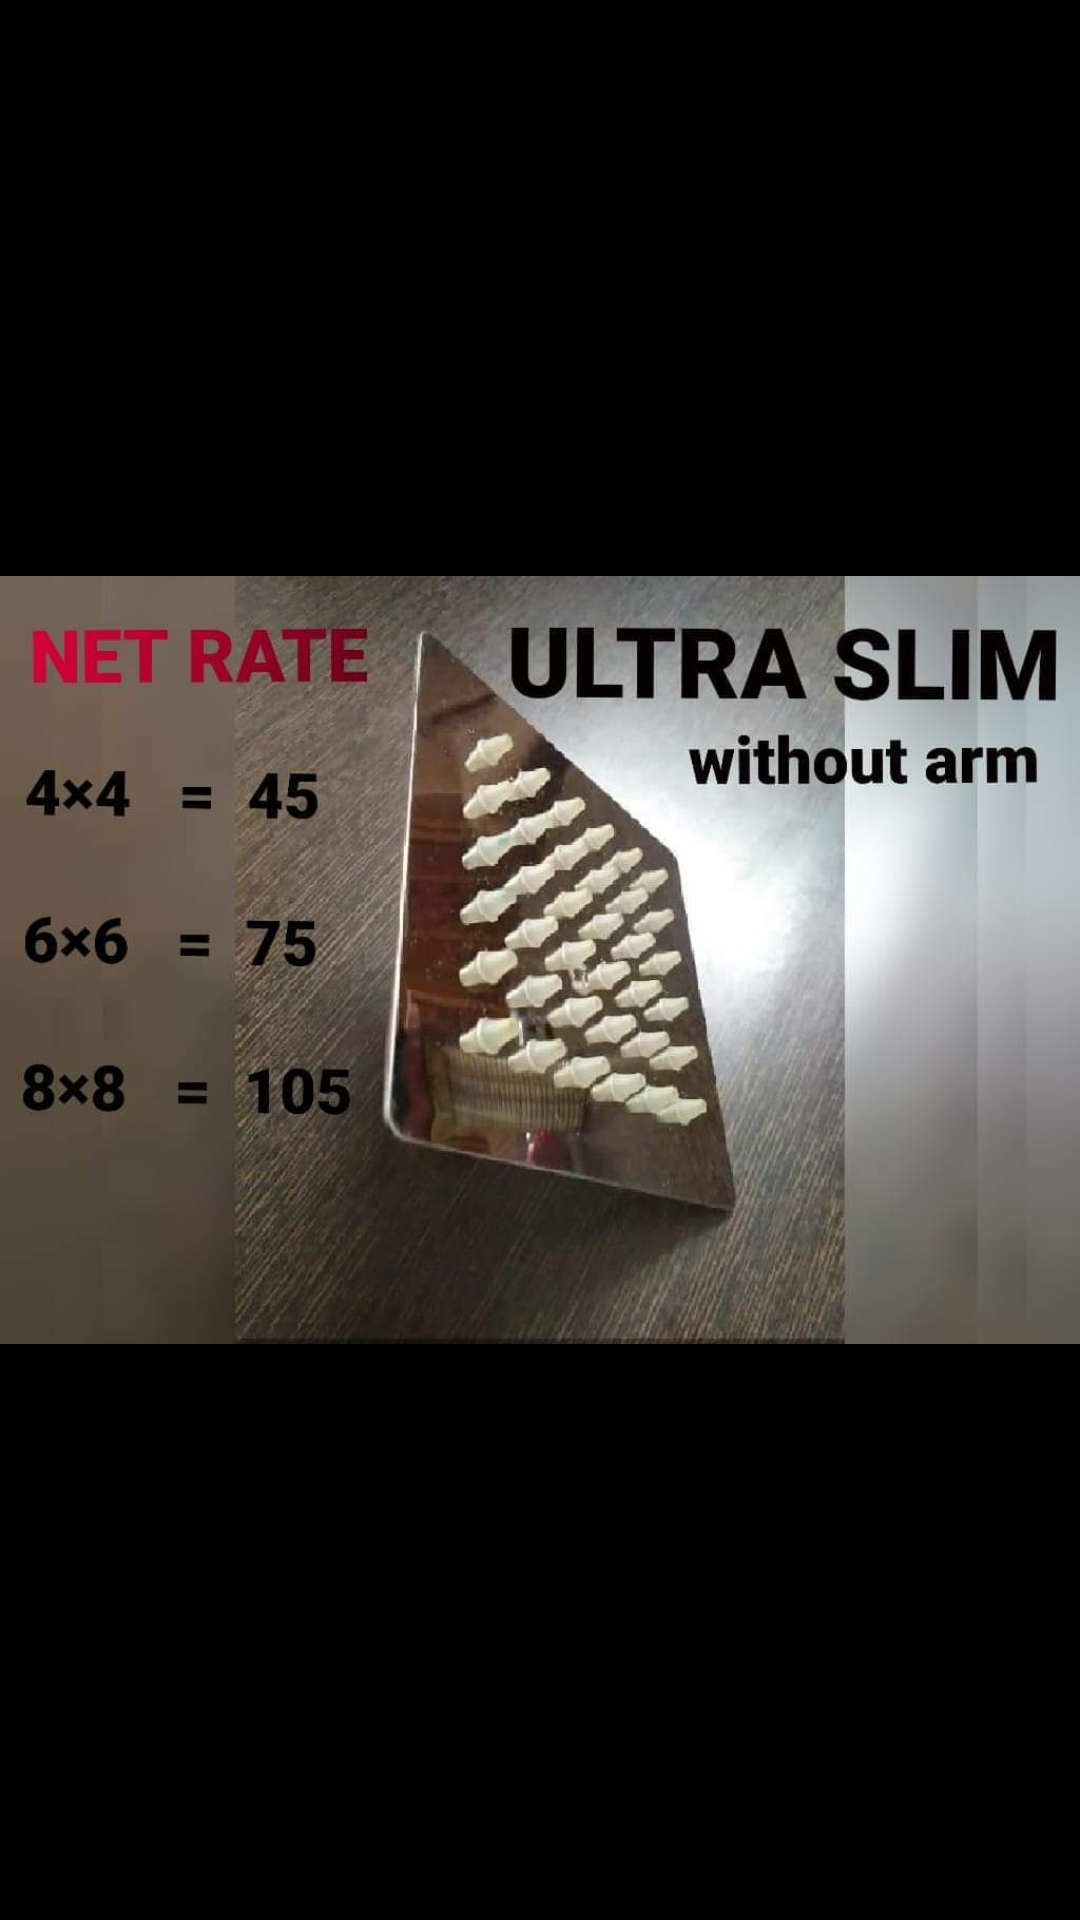 NET RATE
ULTRA SLIM
without arm
4×4 = 45
6×6 = 75
8×8 = 105